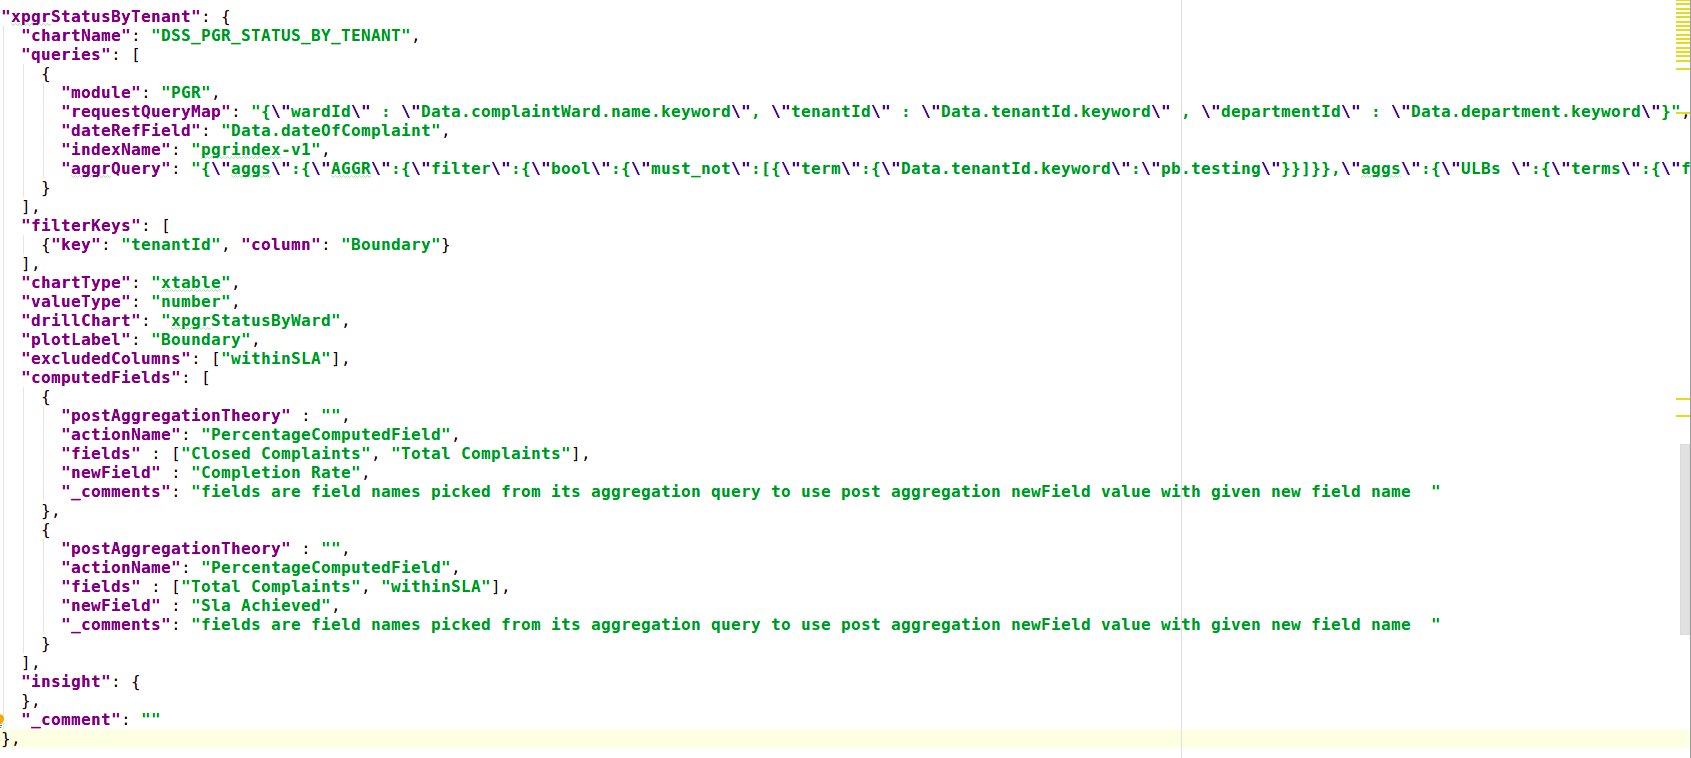 "xpgrStatusByTenant": {
"chartName": "DSS_PGR_STATUS_BY_TENANT",
"queries": [
{
"module": "PGR",
"requestQueryMap": "{\"wardId\" : \"Data.complaintWard.name.keyword\", \"tenantId\" : \"Data.tenantId.keyword\" , \"departmentId\" : \"Data.department.keyword\"}",
"dateRefField": "Data.dateOfComplaint",
"indexName": "pgrindex-v1",
"aggrQuery": "{\"aggs\":{\"AGGR\":{\"filter\":{\"bool\":{\"must_not\":[{\"term\":{\"Data.tenantId.keyword\":\"pb.testing\"}}]}},\"aggs\":{\"ULBs \":{\"terms\":{\"f
}
],
"filterKeys": [
{"key": "tenantId", "column": "Boundary"}
],
"chartType": "xtable",
"valueType": "number",
"drillChart": "xpgrStatusByWard",
"plotLabel": "Boundary",
"excludedColumns": ["withinSLA"],
"computedFields": [
{
"postAggregationTheory" : "",
"actionName": "PercentageComputedField",
"fields" : ["Closed Complaints", "Total Complaints"],
"newField" : "Completion Rate",
"_comments": "fields are field names picked from its aggregation query to use post aggregation newField value with given new field name  "
},
{
"postAggregationTheory" : "",
"actionName": "PercentageComputedField",
"fields" : ["Total Complaints", "withinSLA"],
"newField" : "Sla Achieved",
"_comments": "fields are field names picked from its aggregation query to use post aggregation newField value with given new field name  "
}
],
"insight": {
},
"_comment": ""
},